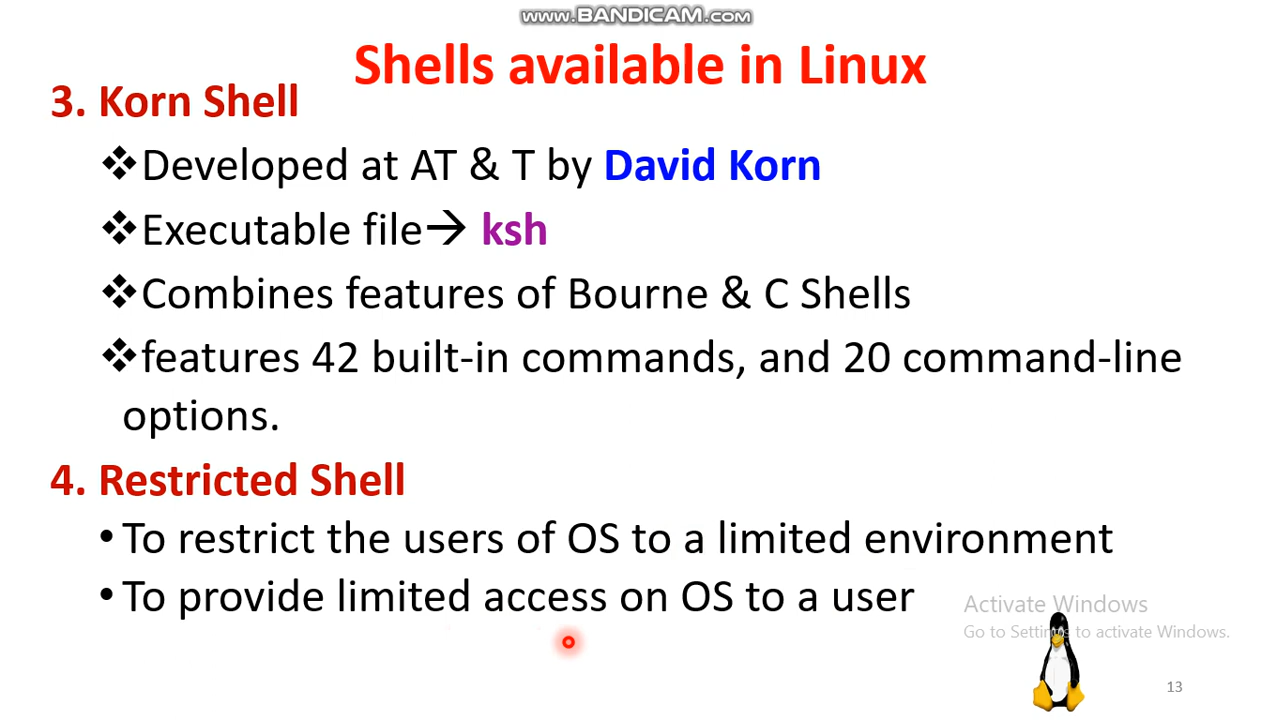 www.BANDICAM.com
Shells available in Linux
3. Korn Shell
❖Developed at AT & T by David Korn
❖Executable file→ ksh
❖Combines features of Bourne & C Shells
❖features 42 built-in commands, and 20 command-line
options.
4. Restricted Shell
•To restrict the users of OS to a limited environment
•To provide limited access on OS to a user
Activate Windows
Go to Settings to activate Windows.
13